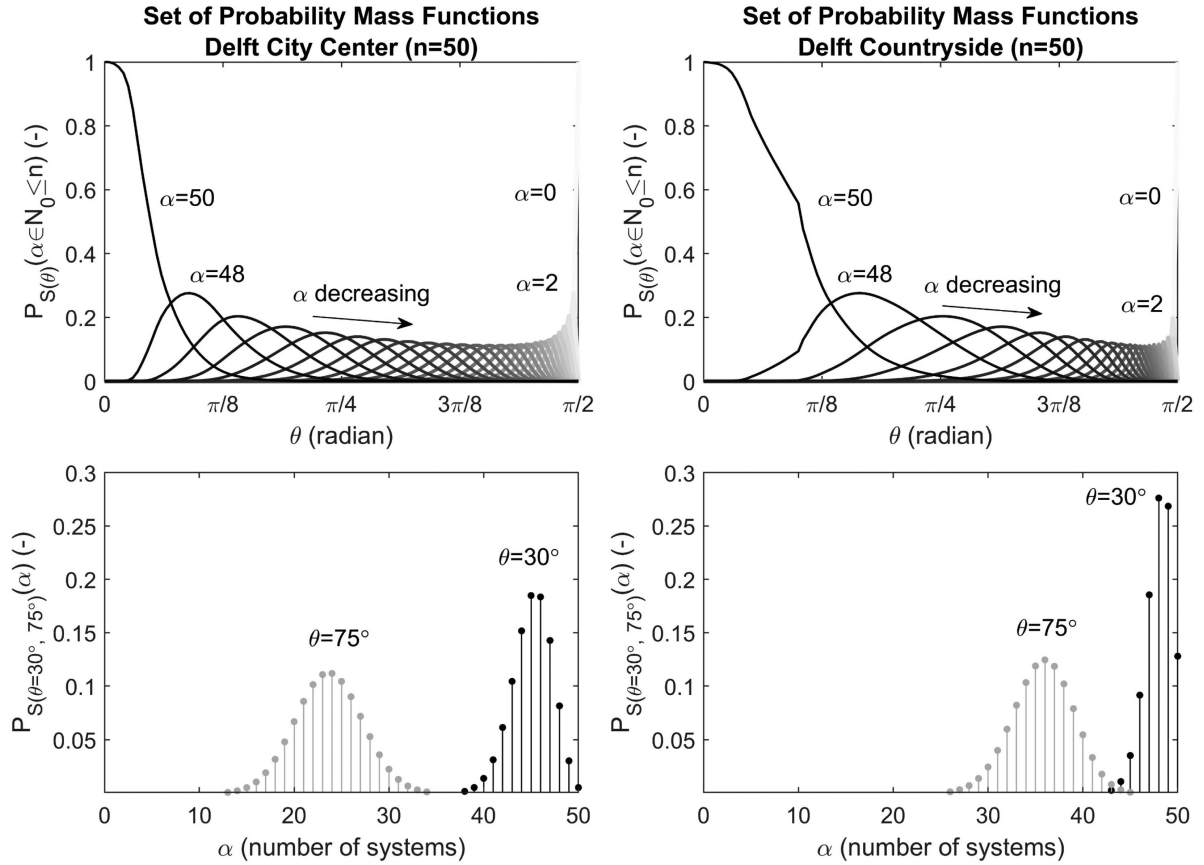 Set of Probability Mass Functions
Delft City Center (n=50)
1
0.8
0.6
0.4
0.2
0
P_S(θ)(α∈N_0≤n) (-)
α=50
α=48
α decreasing
α=0
α=2
0
π/8
π/4
3π/8
π/2
θ (radian)
Set of Probability Mass Functions
Delft Countryside (n=50)
1
0.8
0.6
0.4
0.2
0
P_S(θ)(α∈N_0≤n) (-)
α=50
α=48
α decreasing
α=0
α=2
0
π/8
π/4
3π/8
π/2
θ (radian)
0.3
0.25
0.2
0.15
0.1
0.05
P_S(θ=30°, 75°)(α) (-)
θ=75°
θ=30°
0
10
20
30
40
50
α (number of systems)
0.3
0.25
0.2
0.15
0.1
0.05
P_S(θ=30°, 75°)(α) (-)
θ=75°
θ=30°
0
10
20
30
40
50
α (number of systems)